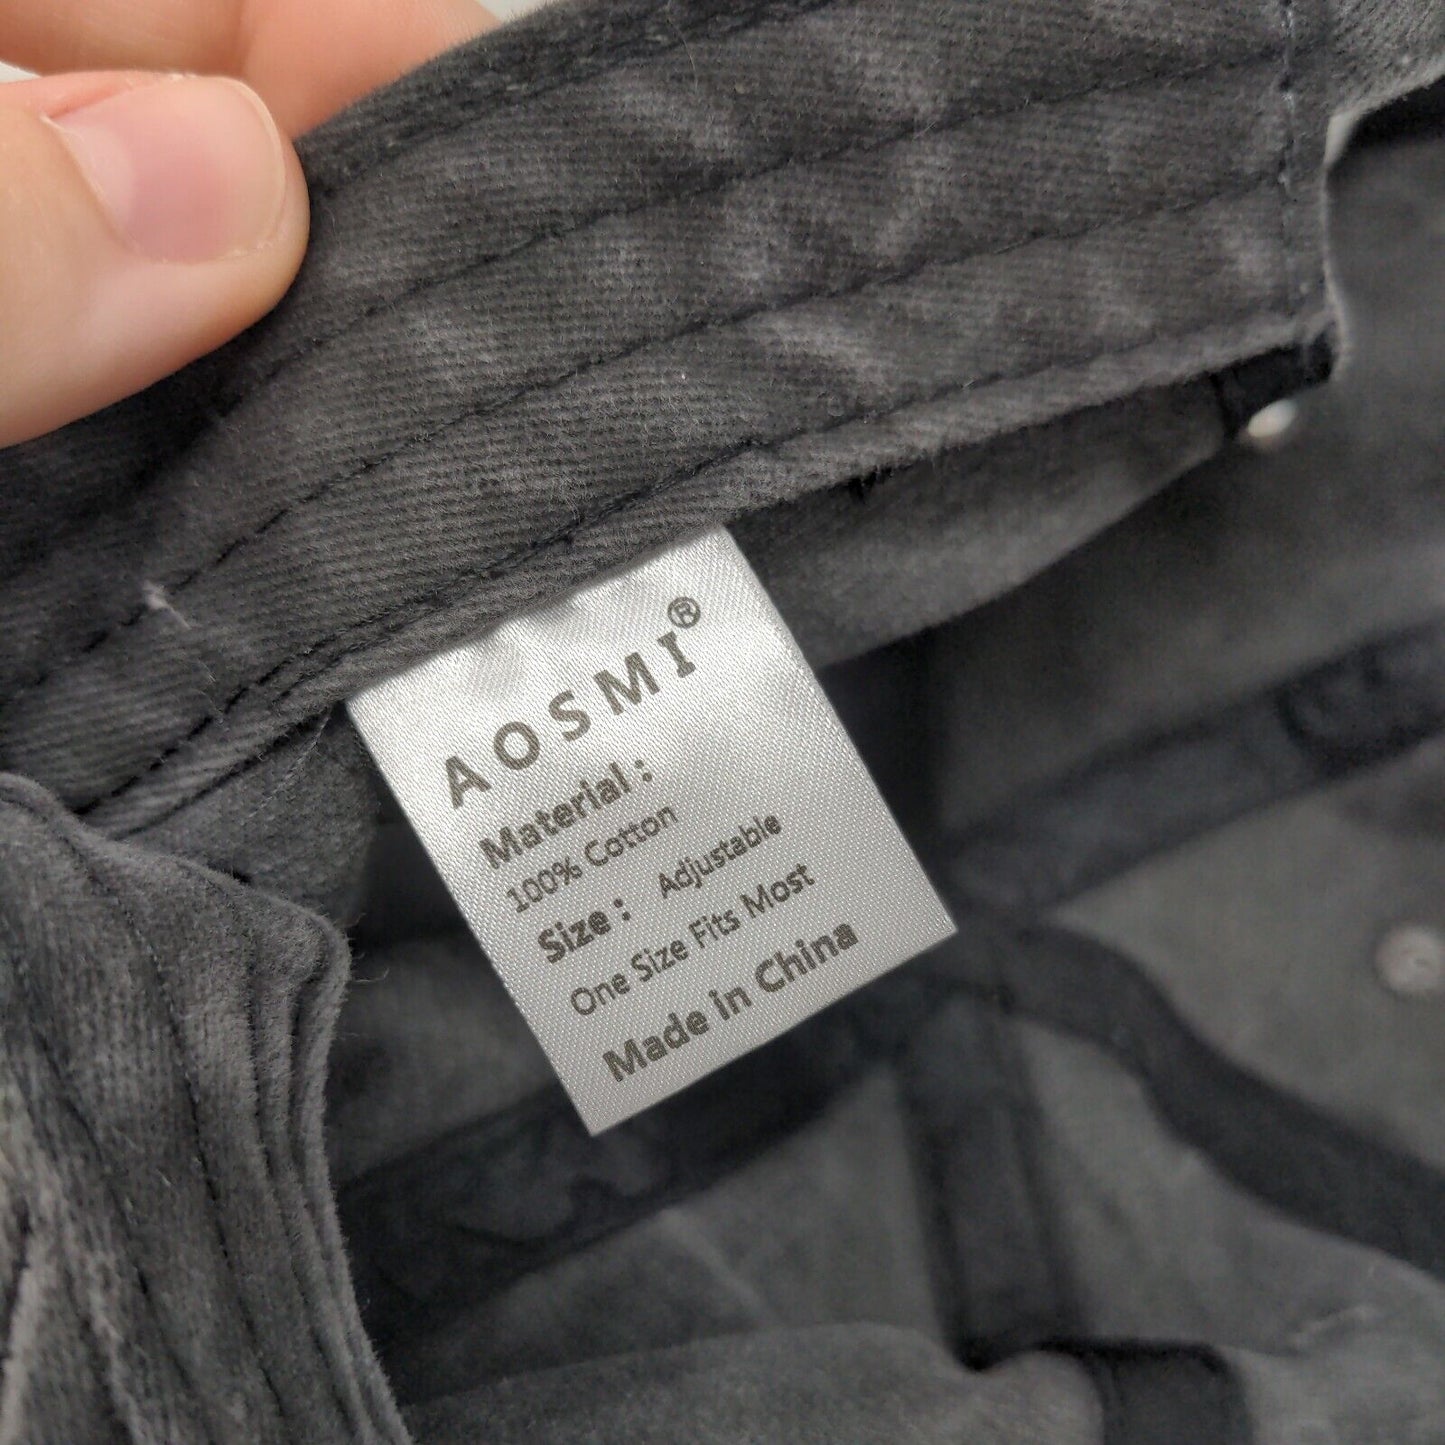 AOSMI®
Material :
100% Cotton
Size : Adjustable
One Size Fits Most
Made in China